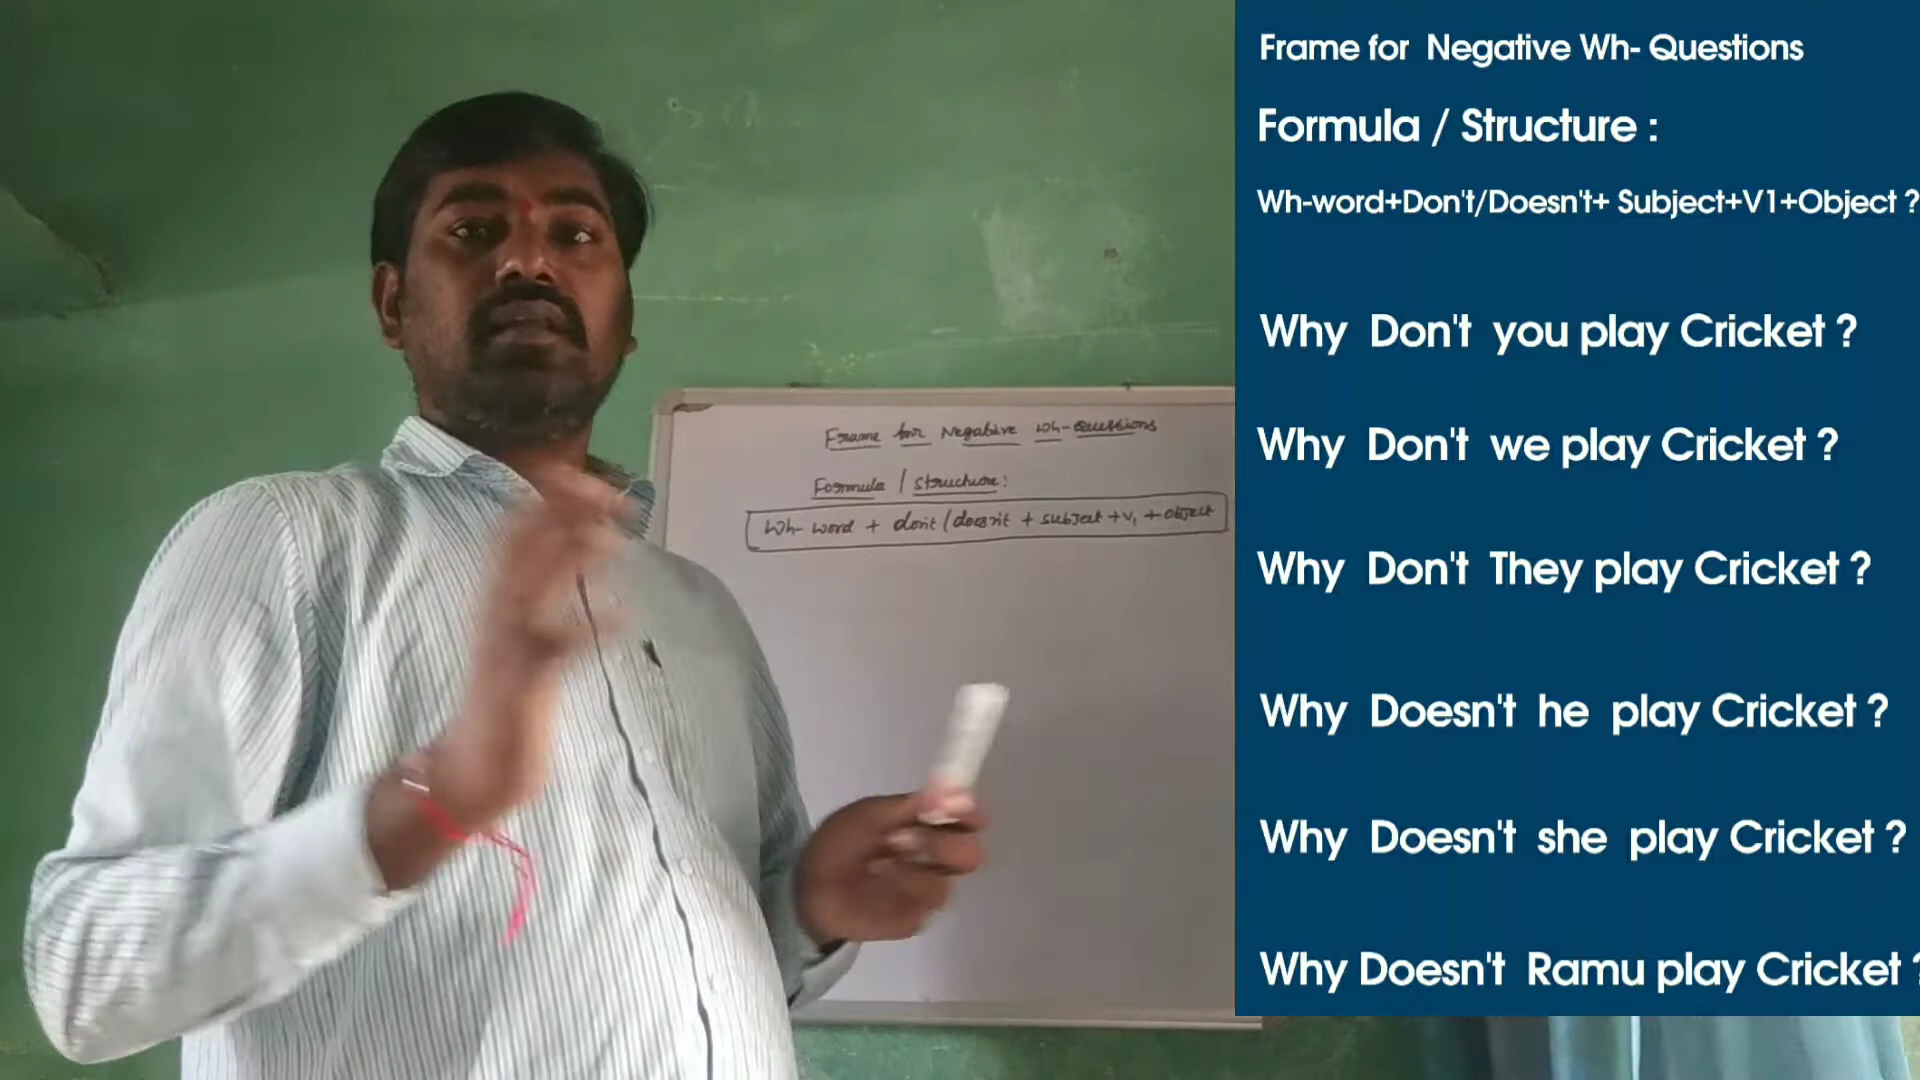 Frame for Negative Wh- Questions
Formula / Structure :
Wh-word+Don't/Doesn't+ Subject+V1+Object ?
Why Don't you play Cricket ?
Why Don't we play Cricket ?
Why Don't They play Cricket ?
Why Doesn't he play Cricket ?
Why Doesn't she play Cricket ?
Why Doesn't Ramu play Cricket ?
Frame for Negative Wh-Questions
Formula / Structure:
Wh- word + don't / doesn't + subject + V1 + object